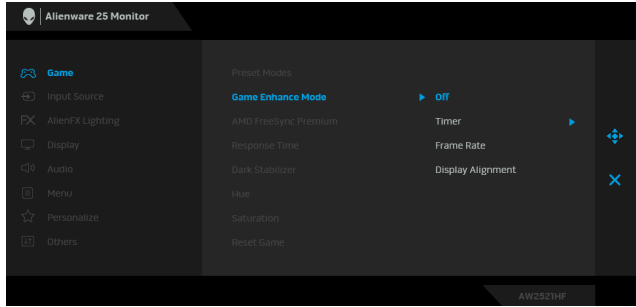 Alienware 25 Monitor
Game
Input Source
AlienFX Lighting
Display
Audio
Menu
Personalize
Others
Preset Modes
Game Enhance Mode
AMD FreeSync Premium
Response Time
Dark Stabilizer
Hue
Saturation
Reset Game
Off
Timer
Frame Rate
Display Alignment
AW2521HF